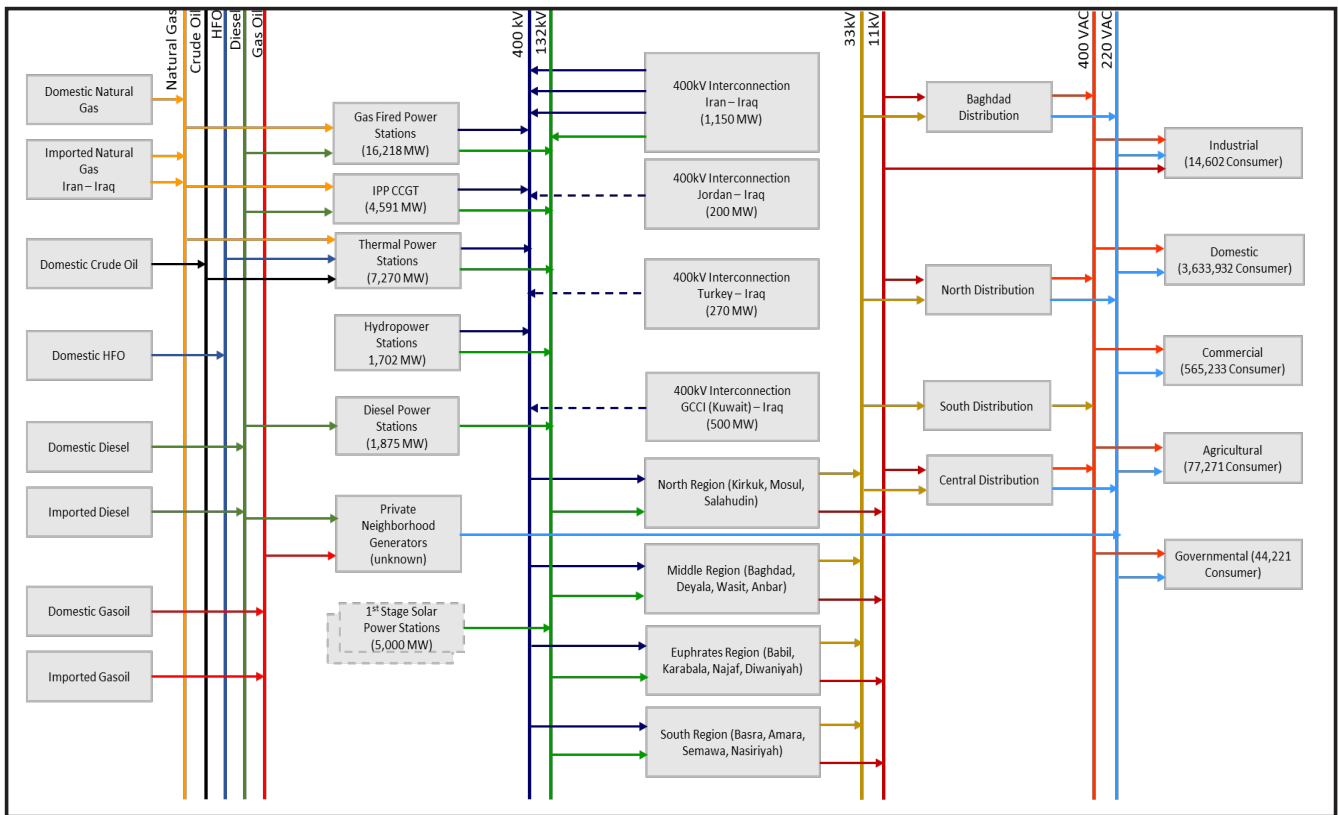 Natural Gas
Crude Oil
HFO
Diesel
Gas Oil
400 kV
132kV
33kV
11kV
400 VAC
220 VAC
Domestic Natural
Gas
Imported Natural
Gas
Iran – Iraq
Domestic Crude Oil
Domestic HFO
Domestic Diesel
Imported Diesel
Domestic Gasoil
Imported Gasoil
Gas Fired Power
Stations
(16,218 MW)
IPP CCGT
(4,591 MW)
Thermal Power
Stations
(7,270 MW)
Hydropower
Stations
1,702 MW)
Diesel Power
Stations
(1,875 MW)
Private
Neighborhood
Generators
(unknown)
1st Stage Solar
Power Stations
(5,000 MW)
400kV Interconnection
Iran – Iraq
(1,150 MW)
400kV Interconnection
Jordan – Iraq
(200 MW)
400kV Interconnection
Turkey – Iraq
(270 MW)
400kV Interconnection
GCCI (Kuwait) – Iraq
(500 MW)
North Region (Kirkuk, Mosul,
Salahudin)
Middle Region (Baghdad,
Deyala, Wasit, Anbar)
Euphrates Region (Babil,
Karabala, Najaf, Diwaniyah)
South Region (Basra, Amara,
Semawa, Nasiriyah)
Baghdad
Distribution
North Distribution
South Distribution
Central Distribution
Industrial
(14,602 Consumer)
Domestic
(3,633,932 Consumer)
Commercial
(565,233 Consumer)
Agricultural
(77,271 Consumer)
Governmental (44,221
Consumer)